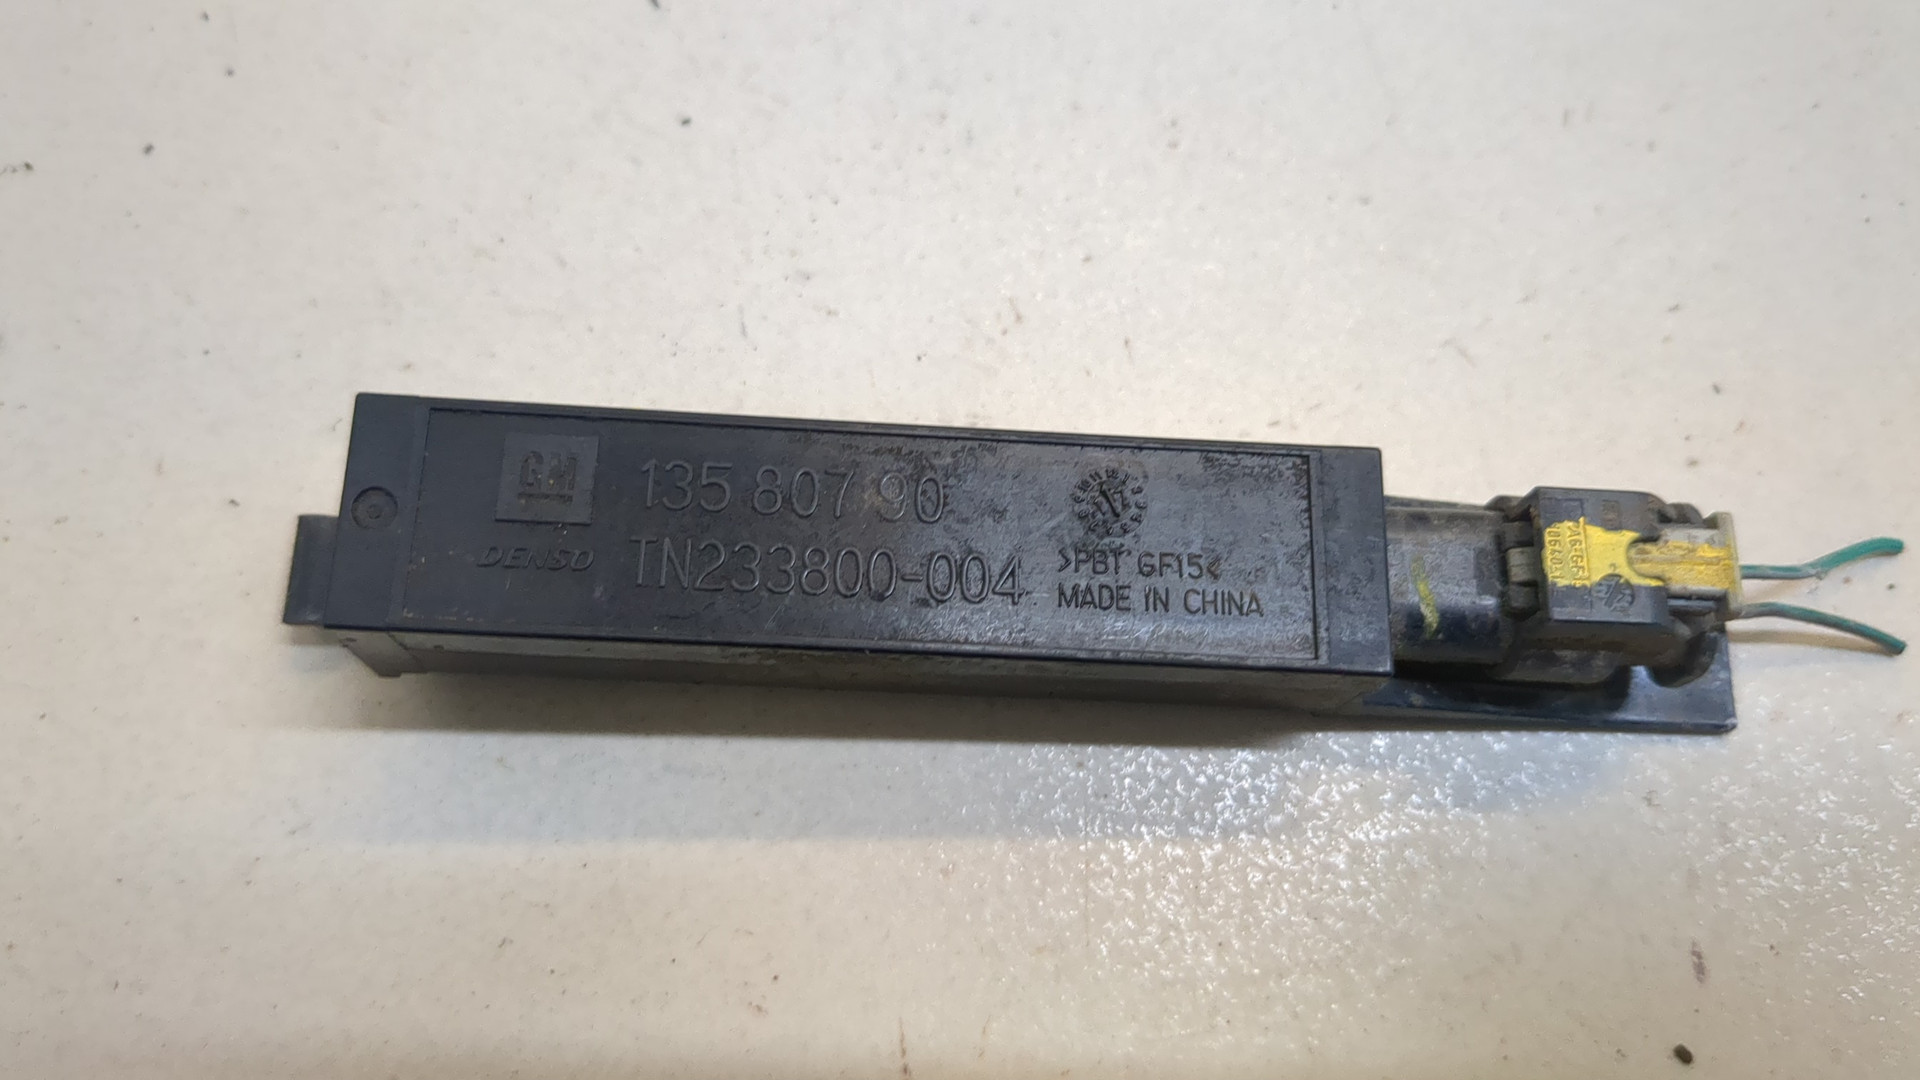 GM
135 807 90
DENSO
TN233800-004
>PBT GF15<
MADE IN CHINA